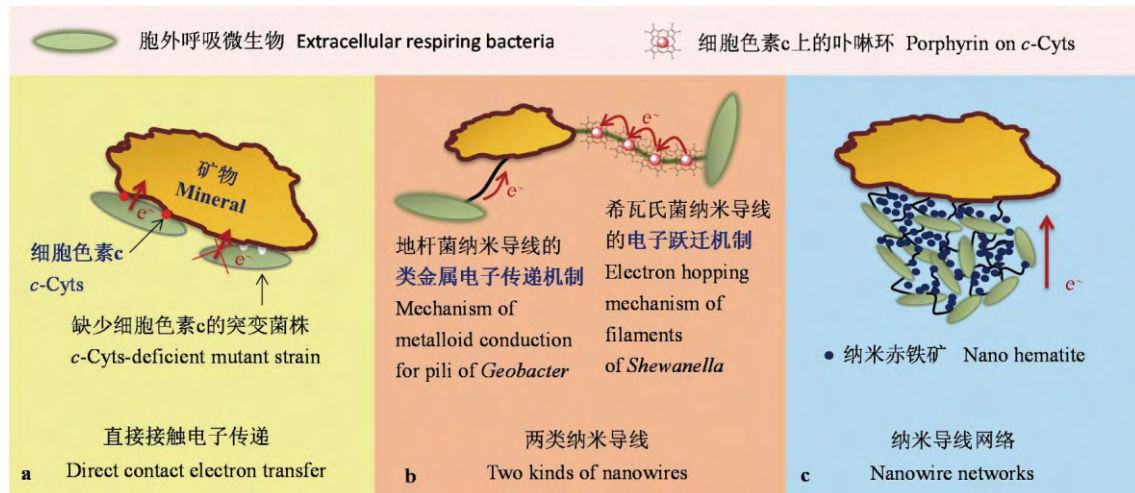 胞外呼吸微生物 Extracellular respiring bacteria
细胞色素c上的卟啉环 Porphyrin on c-Cyts
矿物
Mineral
e⁻
e⁻
细胞色素c
c-Cyts
缺少细胞色素c的突变菌株
c-Cyts-deficient mutant strain
直接接触电子传递
a Direct contact electron transfer
e⁻
e⁻
地杆菌纳米导线的
类金属电子传递机制
Mechanism of
metalloid conduction
for pili of Geobacter
希瓦氏菌纳米导线
的电子跃迁机制
Electron hopping
mechanism of
filaments
of Shewanella
两类纳米导线
b Two kinds of nanowires
e⁻
纳米赤铁矿 Nano hematite
纳米导线网络
c Nanowire networks